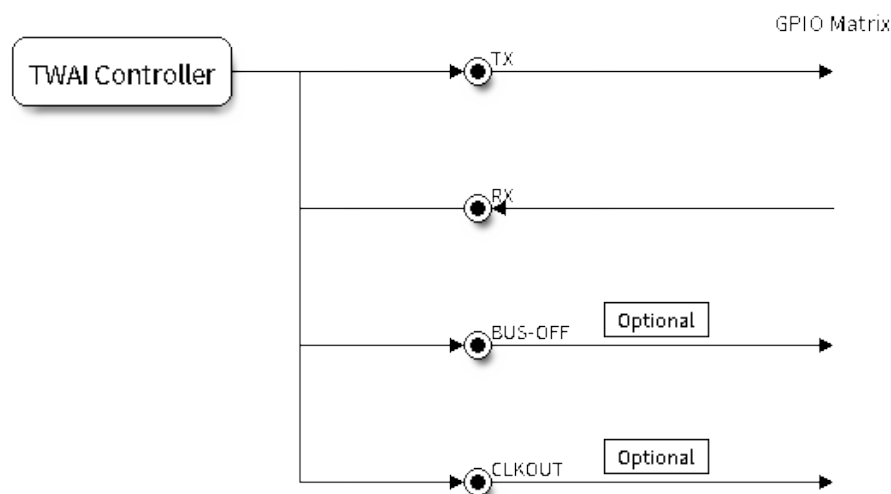 GPIO Matrix
TWAI Controller
TX
RX
BUS-OFF
Optional
CLKOUT
Optional